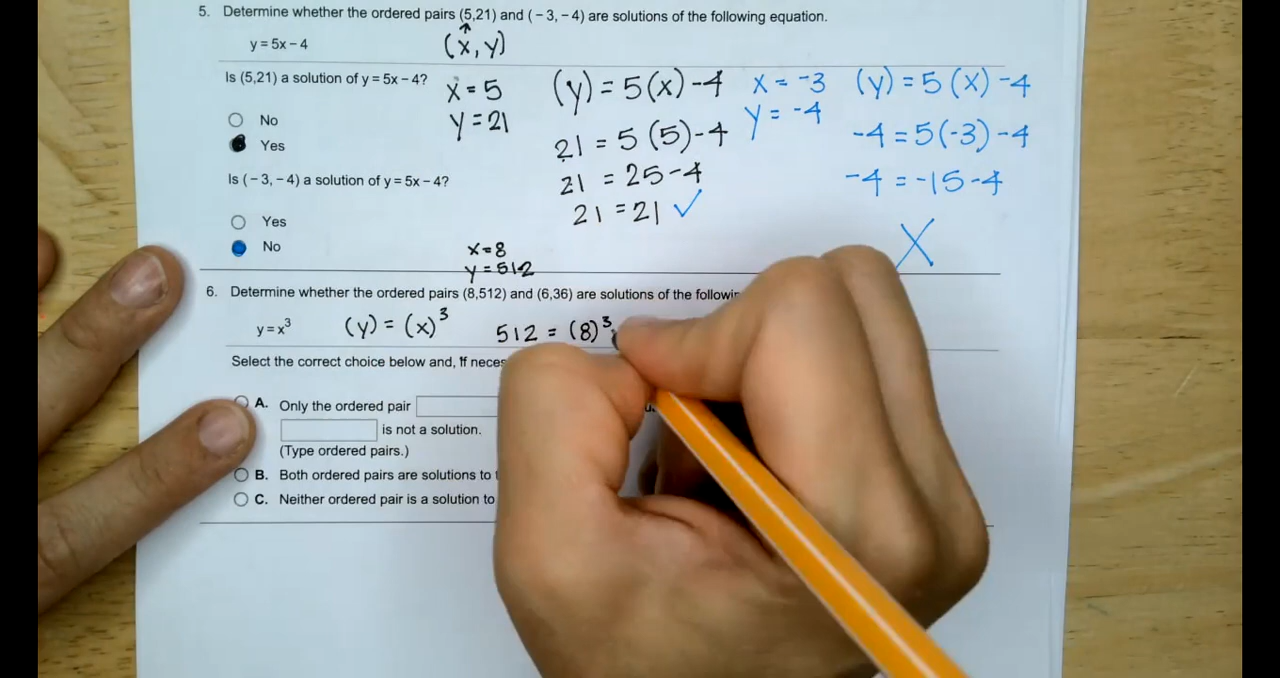 5. Determine whether the ordered pairs (5,21) and (−3,−4) are solutions of the following equation.
y=5x−4
(x,y)
Is (5,21) a solution of y=5x−4?
No
Yes
x=5
y=21
(y)=5(x)-4
21=5(5)-4
21=25-4
21=21✓
x=-3
y=-4
(y)=5(x)-4
-4=5(-3)-4
-4=-15-4
X
Is (−3,−4) a solution of y=5x−4?
Yes
No
x=8
y=512
6. Determine whether the ordered pairs (8,512) and (6,36) are solutions of the
y=x³
(y)=(x)³
512=(8)³
Select the correct choice below and, if
A. Only the ordered pair
is not a solution.
(Type ordered pairs.)
B. Both ordered pairs are solutions to
C. Neither ordered pair is a solution to